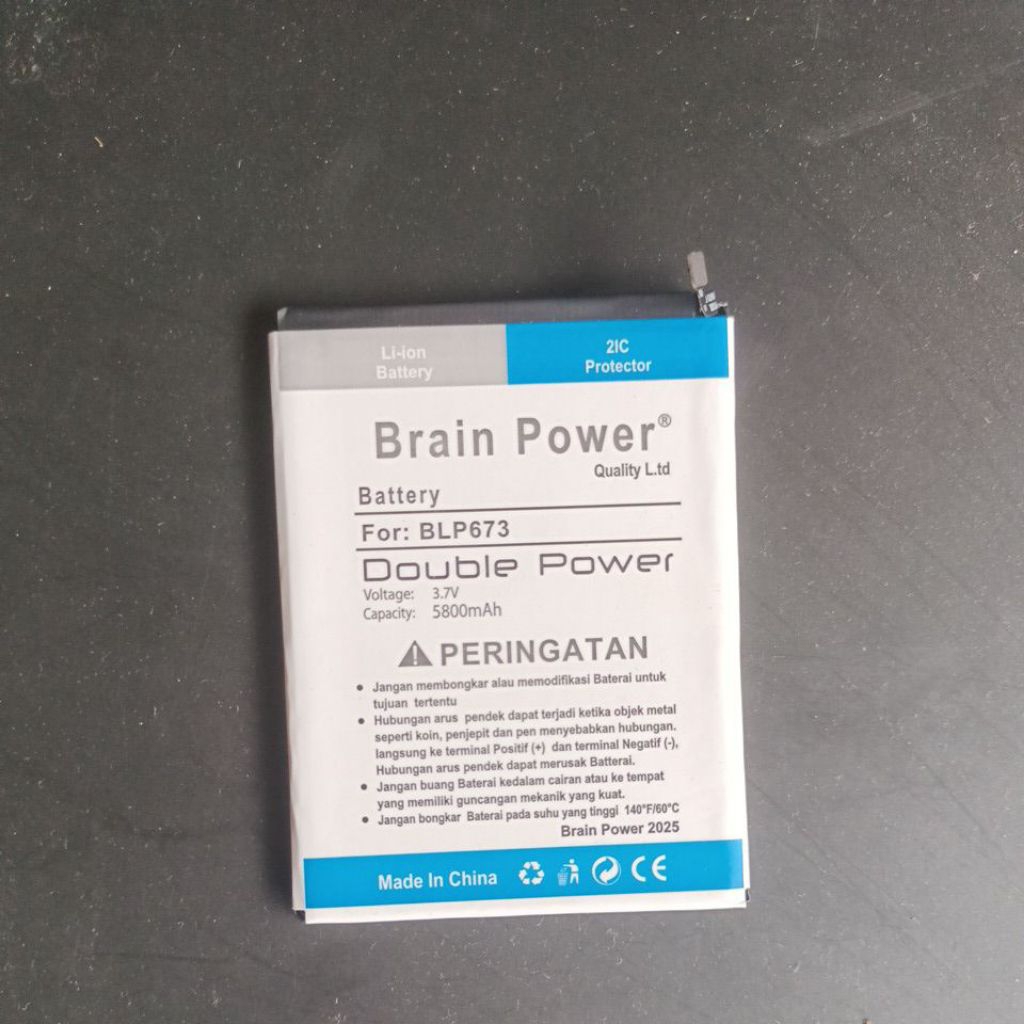 Li-ion
Battery
2IC
Protector
Brain Power®
Quality L.td
Battery
For: BLP673
Double Power
Voltage: 3.7V
Capacity: 5800mAh
PERINGATAN
• Jangan membongkar alau memodifikasi Baterai untuk
tujuan tertentu
• Hubungan arus pendek dapat terjadi ketika objek metal
seperti koin, penjepit dan pen menyebabkan hubungan.
langsung ke terminal Positif (+) dan terminal Negatif (-),
Hubungan arus pendek dapat merusak Batterai.
• Jangan buang Baterai kedalam cairan atau ke tempat
yang memiliki guncangan mekanik yang kuat.
• Jangan bongkar Baterai pada suhu yang tinggi 140°F/60°C
Brain Power 2025
Made In China CE